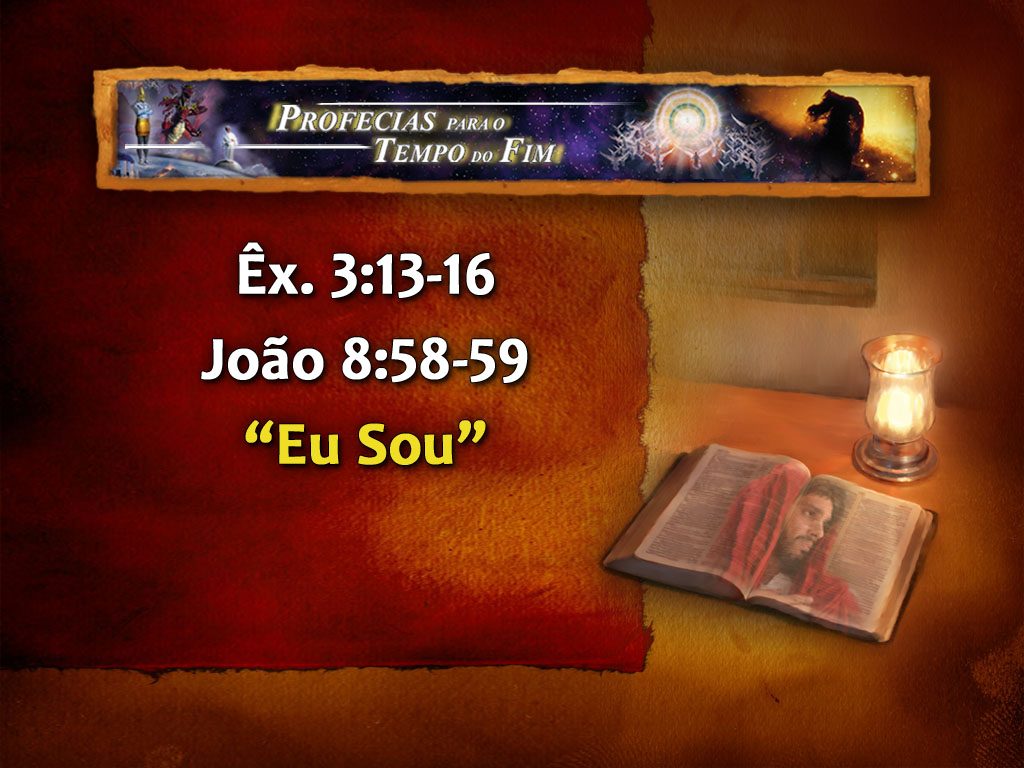 PROFECIAS PARA O
TEMPO DO FIM
Êx. 3:13-16
João 8:58-59
“Eu Sou”